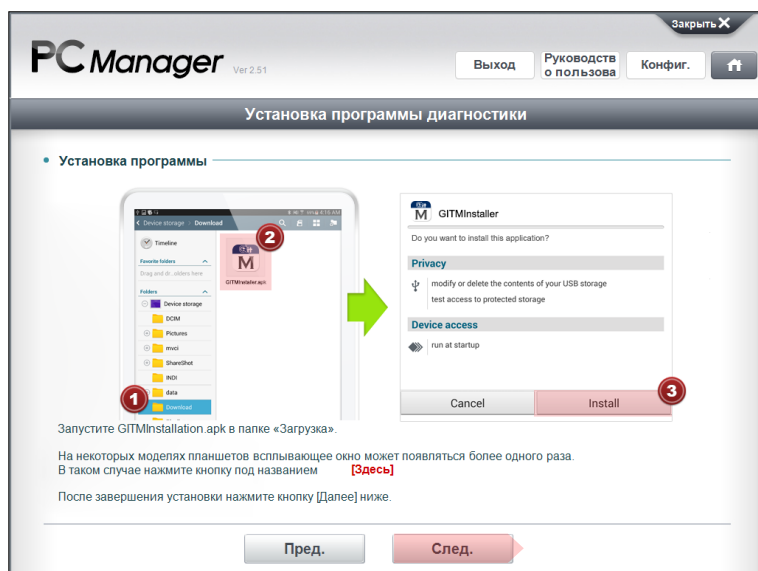 Закрыть X
PC Manager Ver 2.51
Выход
Руководств
о пользова
Конфиг.
Установка программы диагностики
Установка программы
Device storage Download
Timeline
Favorite folders
Drag and dr..olders here
Folders
Device storage
DCIM
Pictures
mvci
ShareShot
INDI
data
Download
2
M
GITMInstaller.apk
1
M GITMInstaller
Do you want to install this application?
Privacy
modify or delete the contents of your USB storage
test access to protected storage
Device access
run at startup
3
Cancel
Install
Запустите GITMInstallation.apk в папке «Загрузка».
На некоторых моделях планшетов всплывающее окно может появляться более одного раза.
В таком случае нажмите кнопку под названием [Здесь]
После завершения установки нажмите кнопку [Далее] ниже.
Пред.
След.